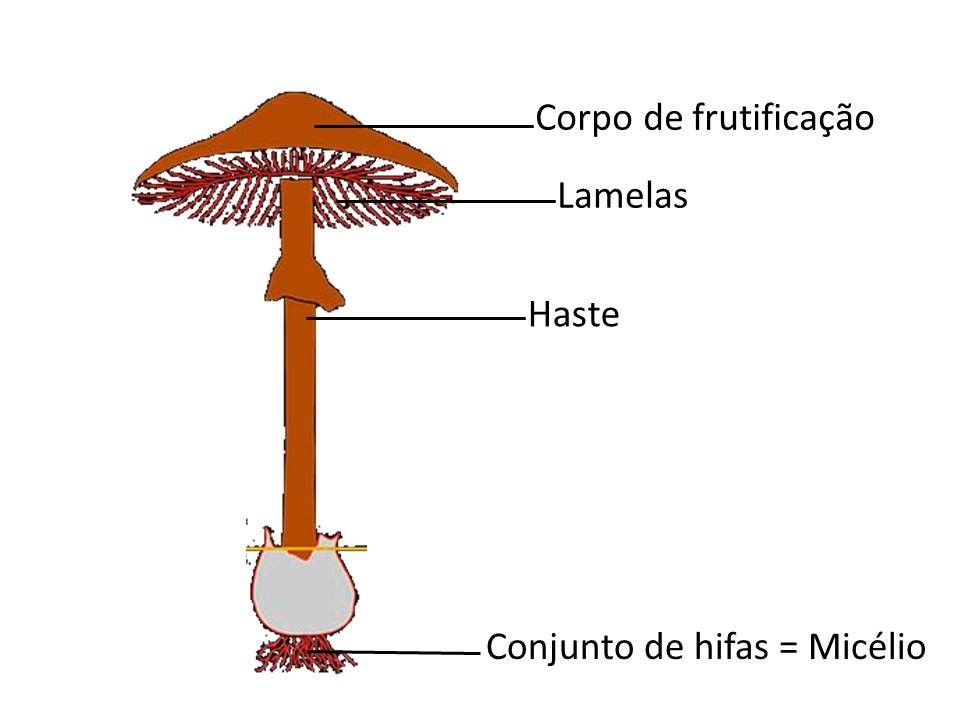 Corpo de frutificação
Lamelas
Haste
Conjunto de hifas = Micélio